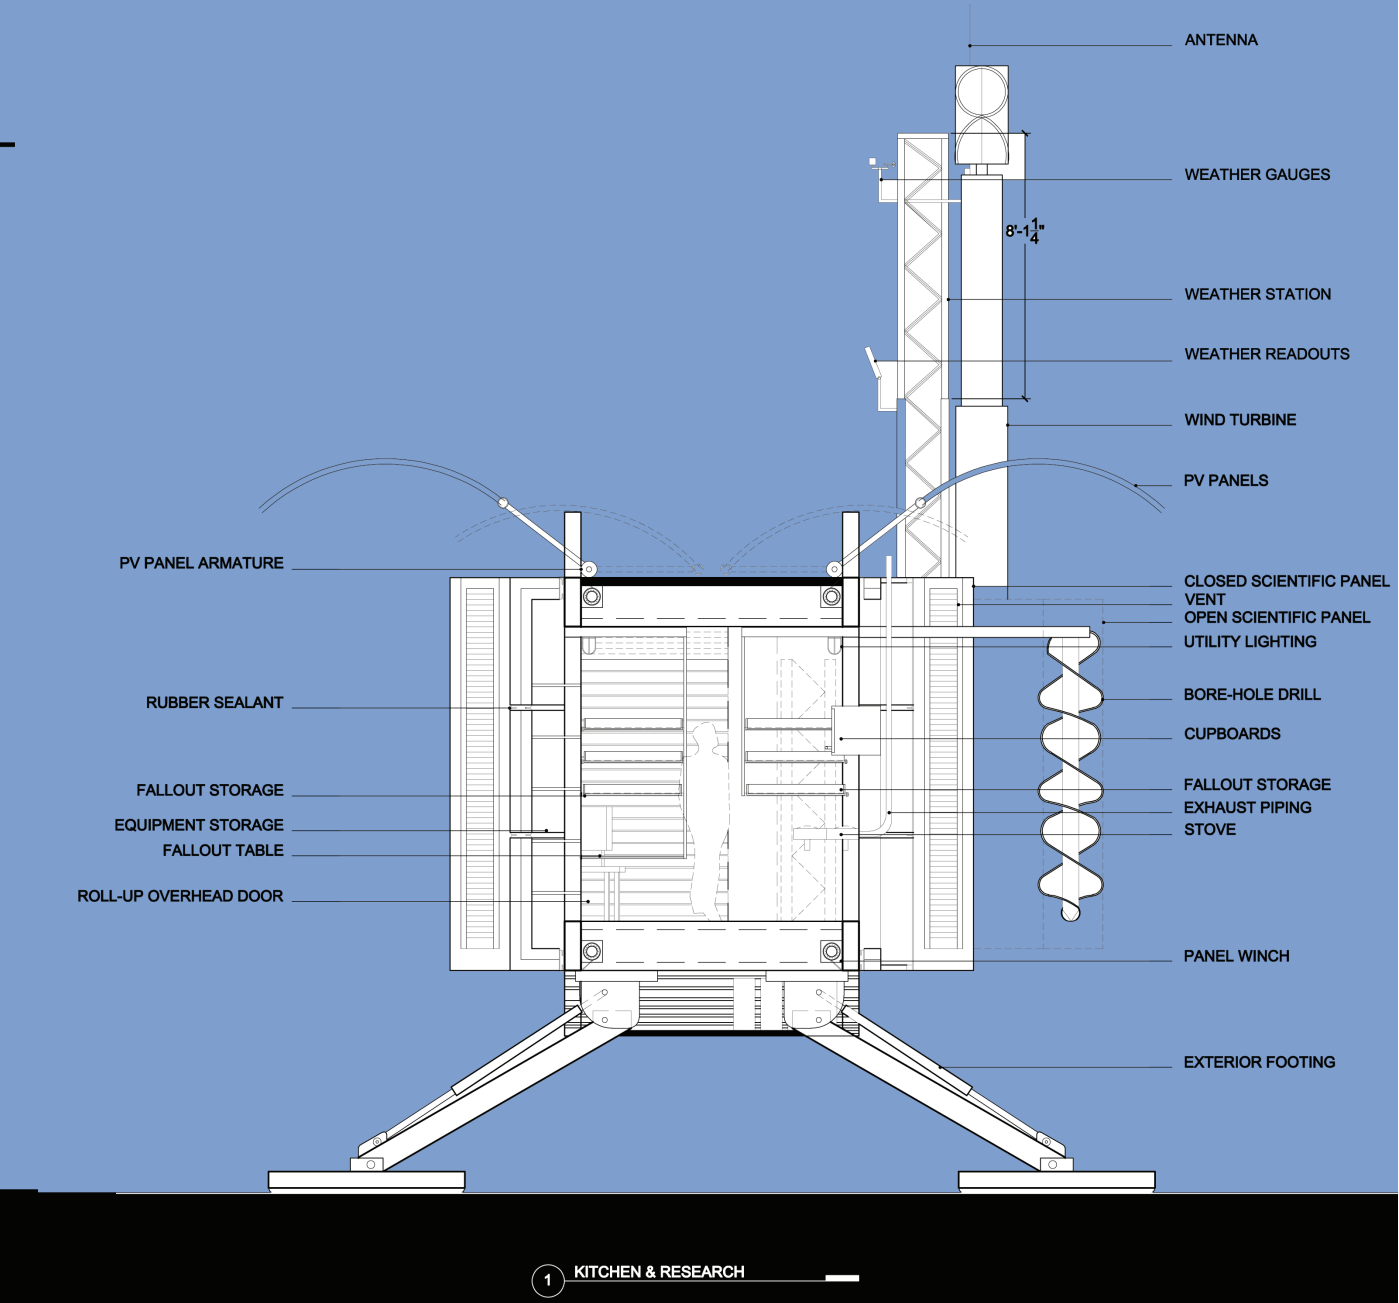 ANTENNA
WEATHER GAUGES
8'-1 1/4"
WEATHER STATION
WEATHER READOUTS
WIND TURBINE
PV PANELS
PV PANEL ARMATURE
CLOSED SCIENTIFIC PANEL
VENT
OPEN SCIENTIFIC PANEL
UTILITY LIGHTING
RUBBER SEALANT
BORE-HOLE DRILL
CUPBOARDS
FALLOUT STORAGE
FALLOUT STORAGE
EXHAUST PIPING
EQUIPMENT STORAGE
STOVE
FALLOUT TABLE
ROLL-UP OVERHEAD DOOR
PANEL WINCH
EXTERIOR FOOTING
1 KITCHEN & RESEARCH